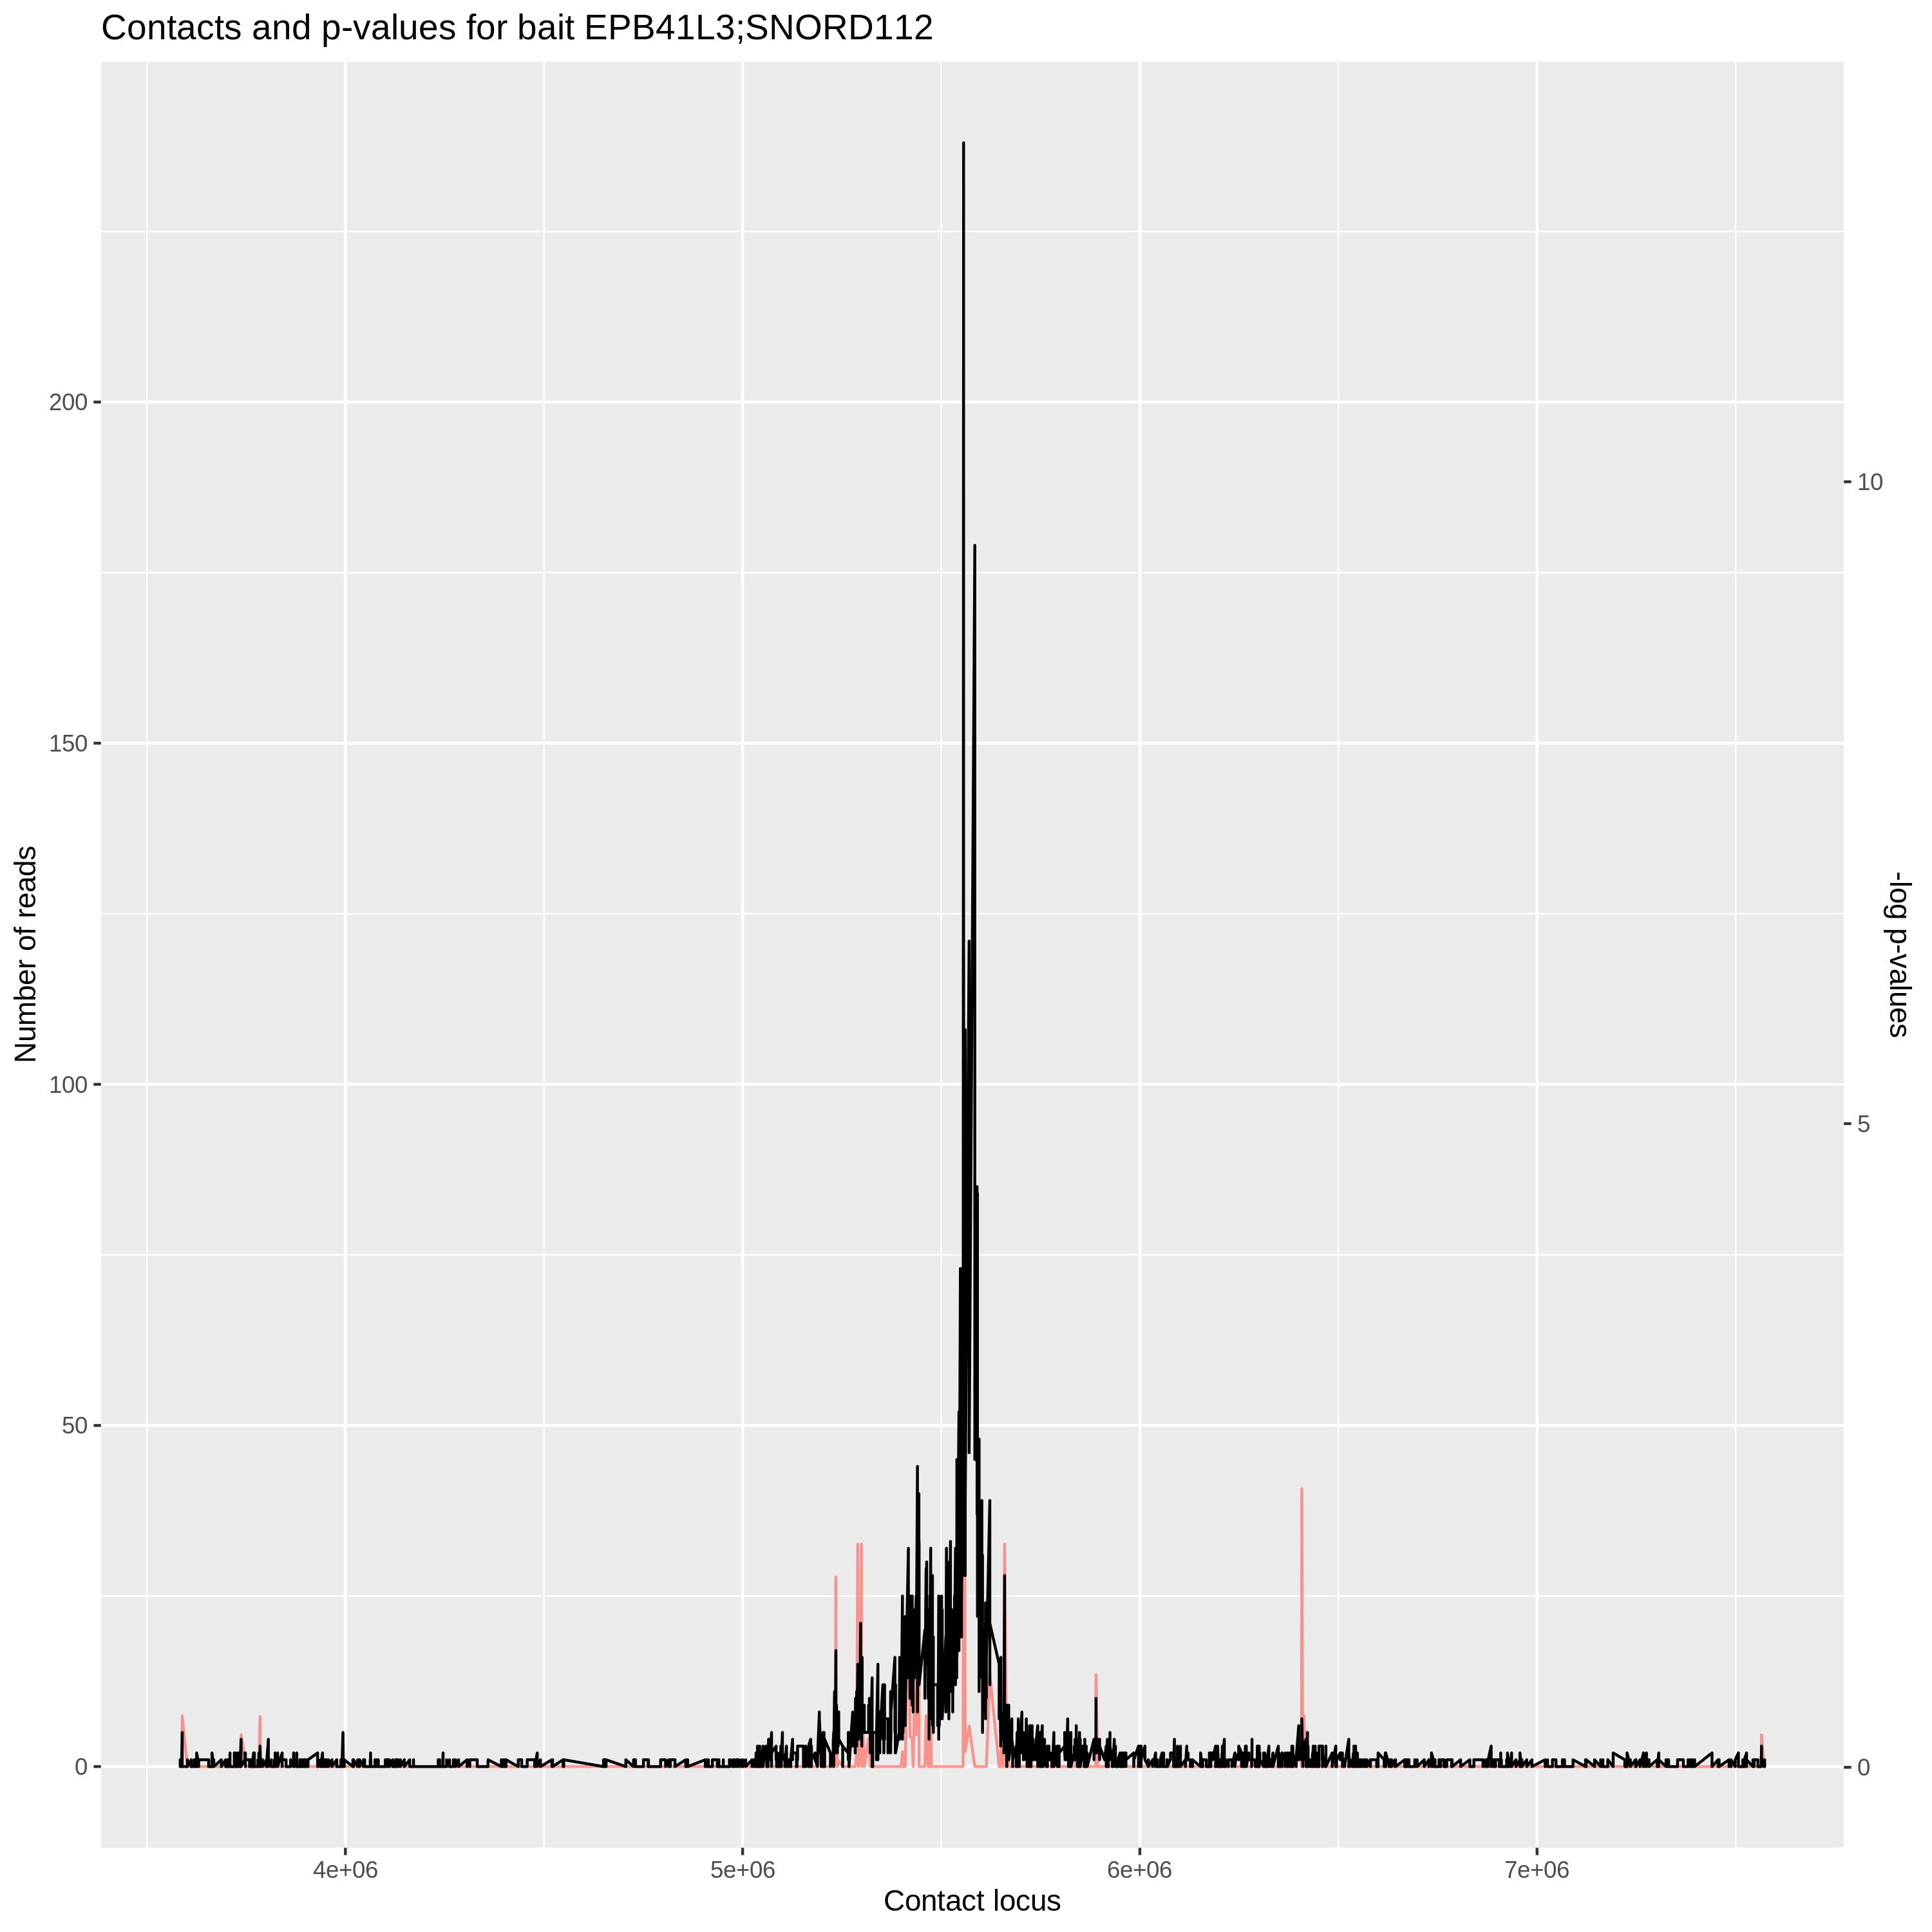 Contacts and p-values for bait EPB41L3;SNORD112
200
150
100
50
0
Number of reads
10
5
0
-log p-values
4e+06
5e+06
6e+06
7e+06
Contact locus